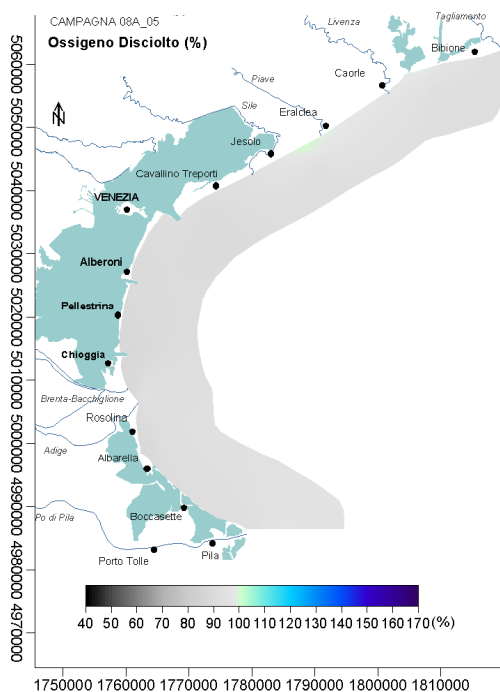 CAMPAGNA 08A_05
Ossigeno Disciolto (%)
N
Tagliamento
Livenza
Bibione
Caorle
Piave
Sile
Eraclea
Jesolo
Cavallino Treporti
VENEZIA
Alberoni
Pellestrina
Chioggia
Brenta-Bacchiglione
Rosolina
Adige
Albarella
Po di Pila
Boccasette
Porto Tolle
Pila
40 50 60 70 80 90 100 110 120 130 140 150 160 170 (%)
5060000
5050000
5040000
5030000
5020000
5010000
5000000
4990000
4980000
4970000
1750000 1760000 1770000 1780000 1790000 1800000 1810000